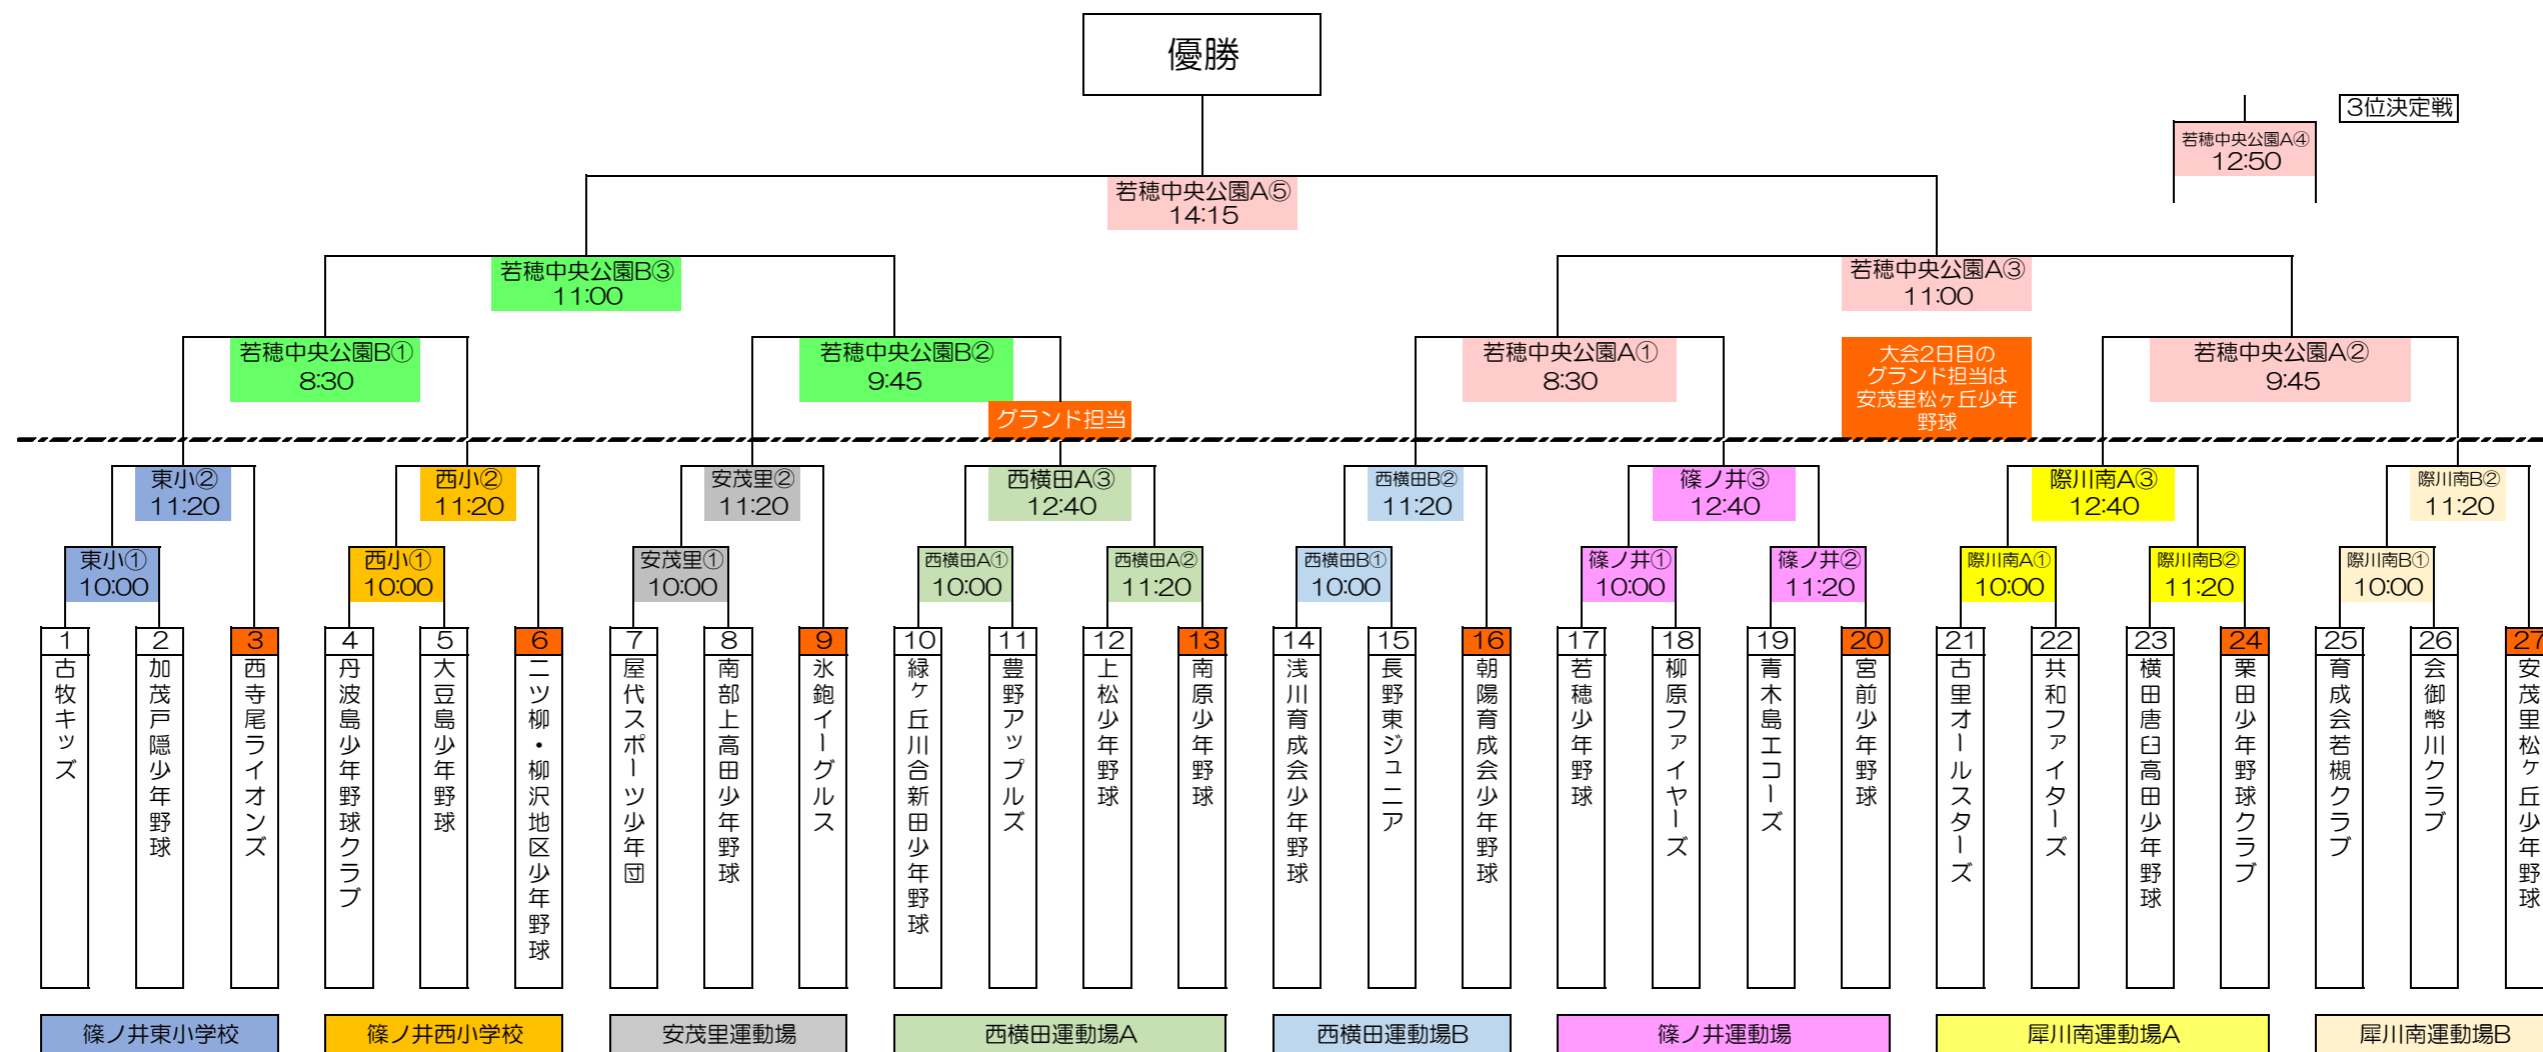 優勝
3位決定戦
若穂中央公園A④
12:50
若穂中央公園A⑤
14:15
若穂中央公園B③
11:00
若穂中央公園A③
11:00
若穂中央公園B①
8:30
若穂中央公園B②
9:45
若穂中央公園A①
8:30
大会2日目の
グランド担当は
安茂里松ヶ丘少年
野球
若穂中央公園A②
9:45
グランド担当
東小②
11:20
西小②
11:20
安茂里②
11:20
西横田A③
12:40
西横田B②
11:20
篠ノ井③
12:40
際川南A③
12:40
際川南B②
11:20
東小①
10:00
西小①
10:00
安茂里①
10:00
西横田A①
10:00
西横田A②
11:20
西横田B①
10:00
篠ノ井①
10:00
篠ノ井②
11:20
際川南A①
10:00
際川南B②
11:20
際川南B①
10:00
1
古牧キッズ
2
加茂戸隠少年野球
3
西寺尾ライオンズ
4
丹波島少年野球クラブ
5
大豆島少年野球
6
二ツ柳・柳沢地区少年野球
7
屋代スポーツ少年団
8
南部上高田少年野球
9
氷鉋イーグルス
10
緑ケ丘川合新田少年野球
11
豊野アップルズ
12
上松少年野球
13
南原少年野球
14
浅川育成会少年野球
15
長野東ジュニア
16
朝陽育成会少年野球
17
若穂少年野球
18
柳原ファイヤーズ
19
青木島エコーズ
20
宮前少年野球
21
古里オールスターズ
22
共和ファイターズ
23
横田唐臼高田少年野球
24
栗田少年野球クラブ
25
育成会若槻クラブ
26
会御幣川クラブ
27
安茂里松ケ丘少年野球
篠ノ井東小学校
篠ノ井西小学校
安茂里運動場
西横田運動場A
西横田運動場B
篠ノ井運動場
犀川南運動場A
犀川南運動場B